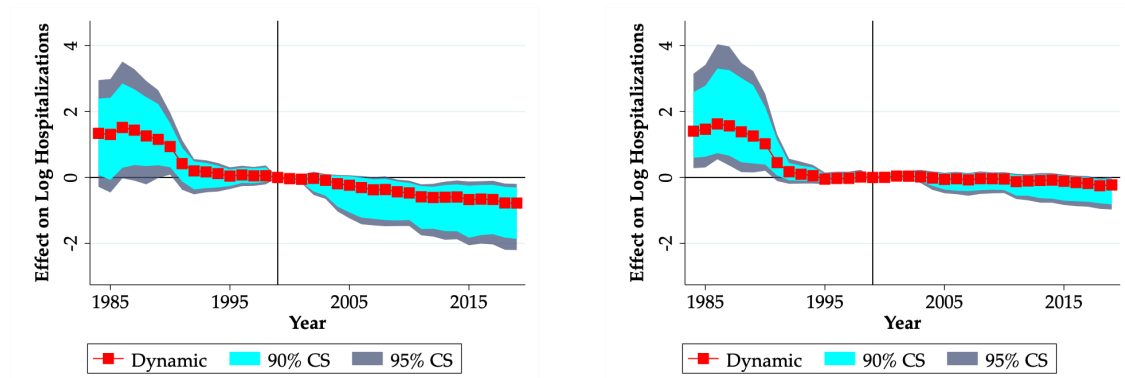 Effect on Log Hospitalizations
4
2
0
-2
1985 1995 2005 2015
Year
Dynamic 90% CS 95% CS
Effect on Log Hospitalizations
4
2
0
-2
1985 1995 2005 2015
Year
Dynamic 90% CS 95% CS